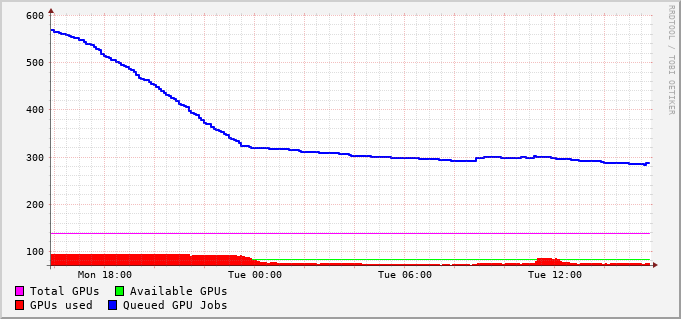 600
500
400
300
200
100
Mon 18:00 Tue 00:00 Tue 06:00 Tue 12:00
Total GPUs Available GPUs
GPUs used Queued GPU Jobs
RRDTOOL / TOBI OETIKER